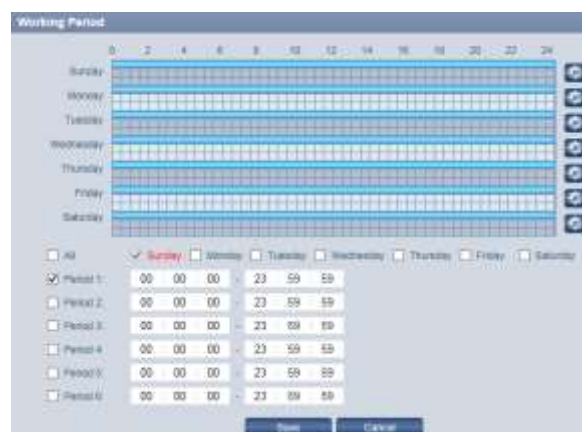 Working Period
0 2 4 6 8 10 12 14 16 18 20 22 24
Sunday
Monday
Tuesday
Wednesday
Thursday
Friday
Saturday
All Sunday Monday Tuesday Wednesday Thursday Friday Saturday
Period 1: 00 : 00 : 00 - 23 : 59 : 59
Period 2: 00 : 00 : 00 - 23 : 59 : 59
Period 3: 00 : 00 : 00 - 23 : 59 : 59
Period 4: 00 : 00 : 00 - 23 : 59 : 59
Period 5: 00 : 00 : 00 - 23 : 59 : 59
Period 6: 00 : 00 : 00 - 23 : 59 : 59
Save Cancel